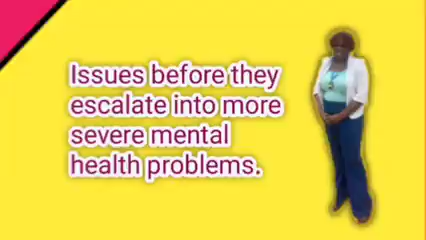 Issues before they
escalate into more
severe mental
health problems.